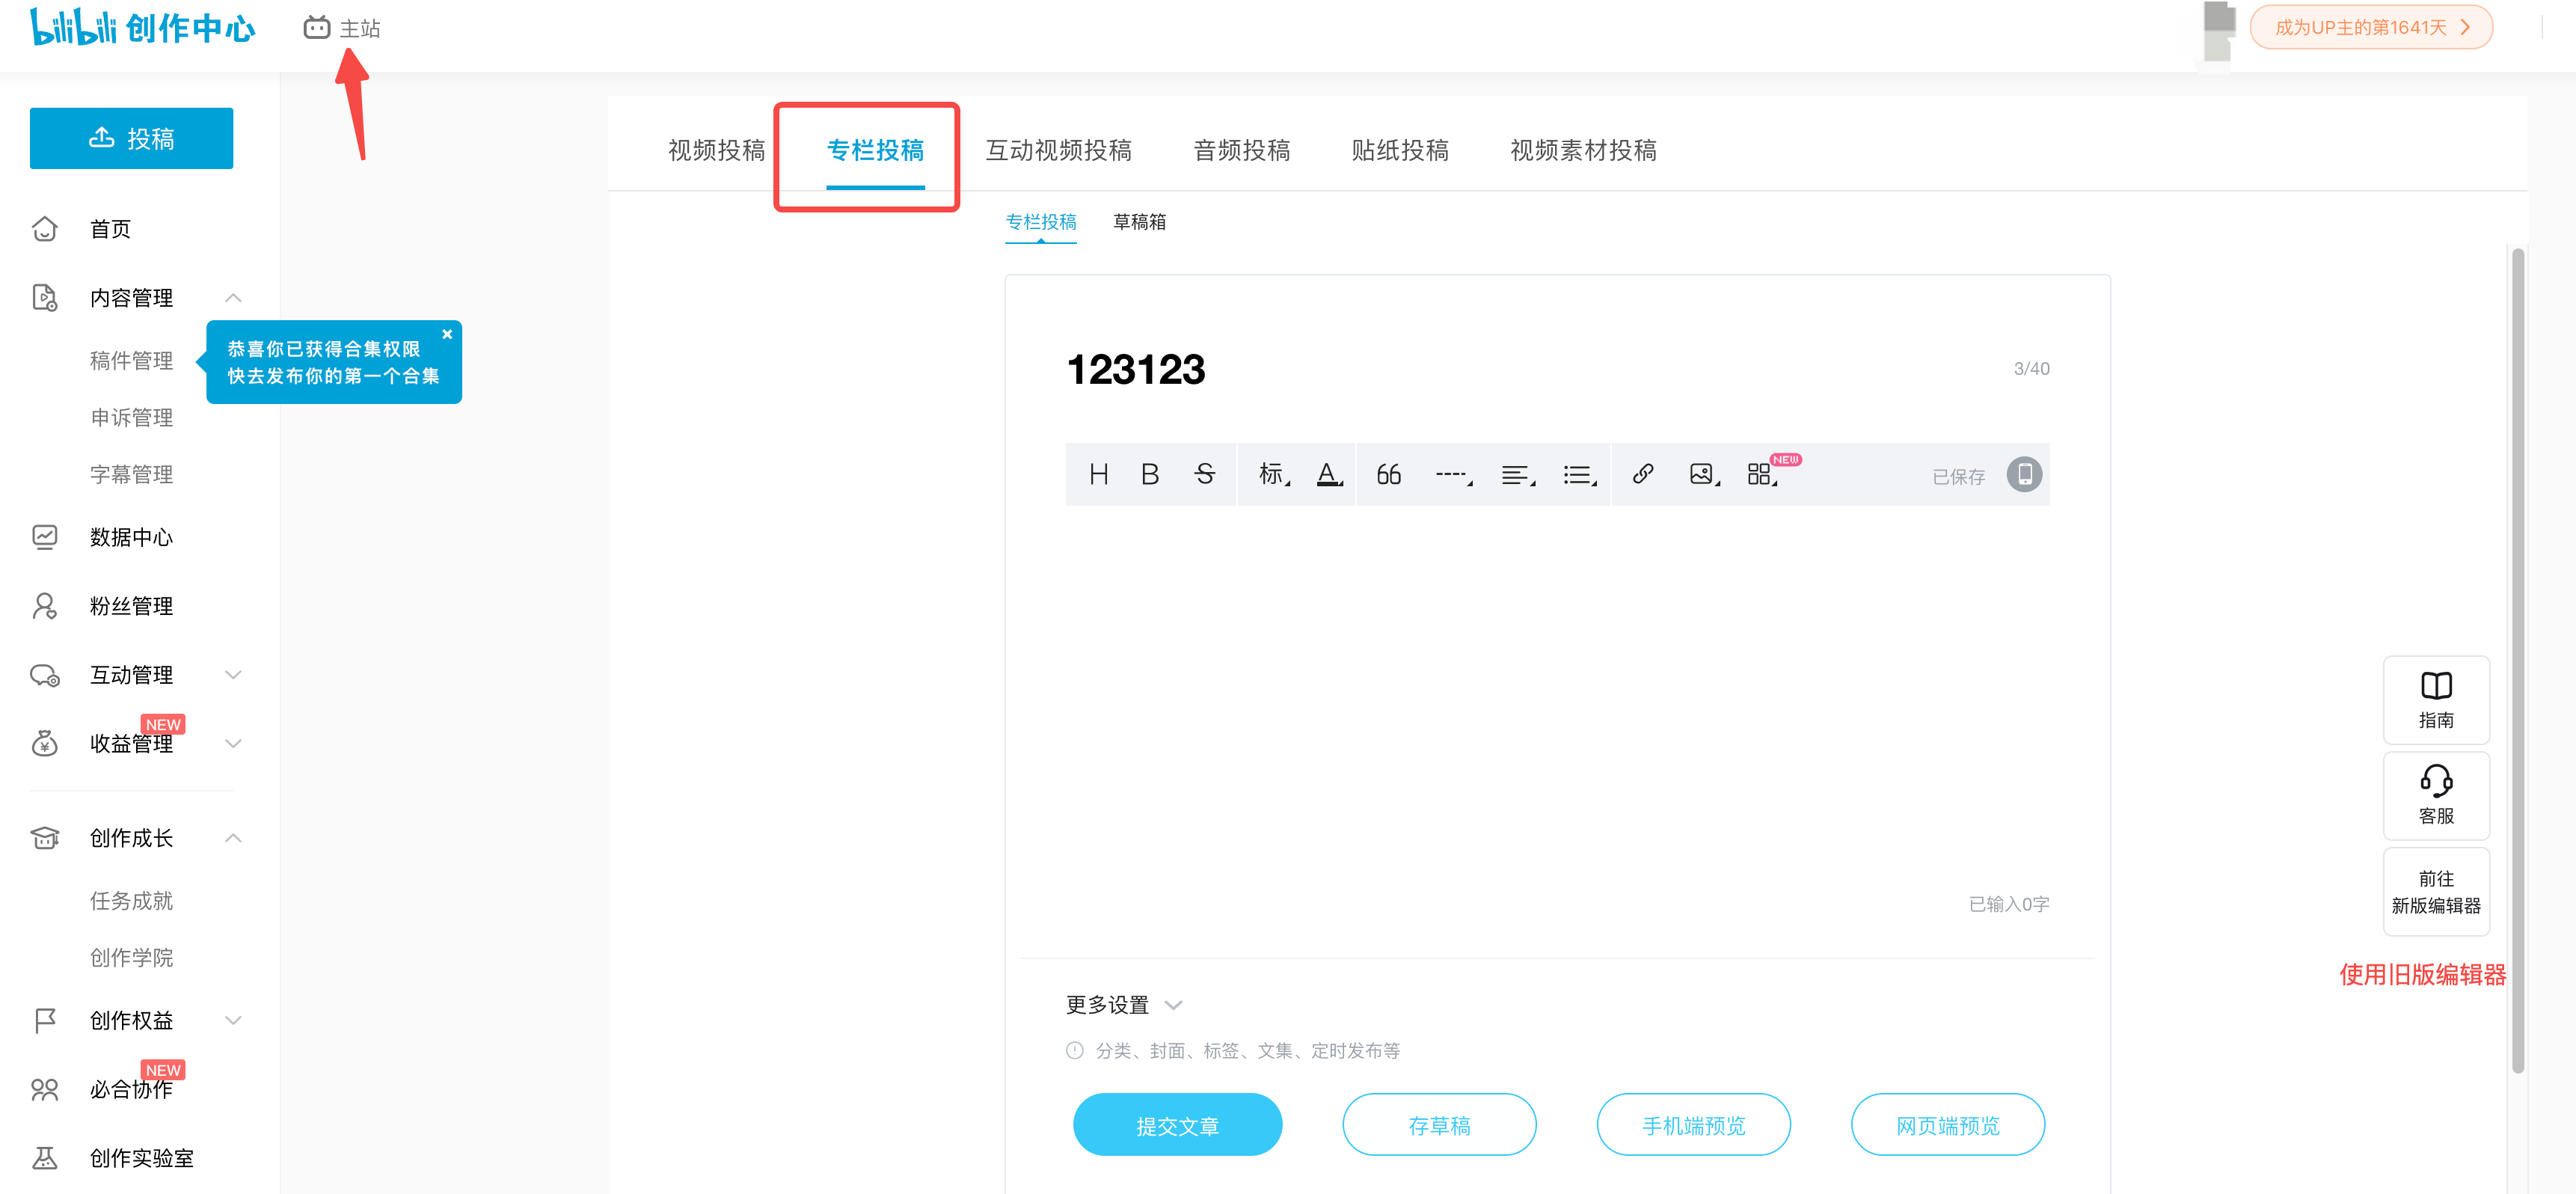 bilibili 创作中心
主站
成为UP主的第1641天
投稿
首页
内容管理
稿件管理
申诉管理
字幕管理
恭喜你已获得合集权限
快去发布你的第一个合集
数据中心
粉丝管理
互动管理
NEW
收益管理
创作成长
任务成就
创作学院
创作权益
NEW
必合协作
创作实验室
视频投稿 专栏投稿 互动视频投稿 音频投稿 贴纸投稿 视频素材投稿
专栏投稿 草稿箱
123123
3/40
H B S 标 A 66 NEW 已保存
已输入0字
更多设置
分类、封面、标签、文集、定时发布等
提交文章 存草稿 手机端预览 网页端预览
指南
客服
前往
新版编辑器
使用旧版编辑器